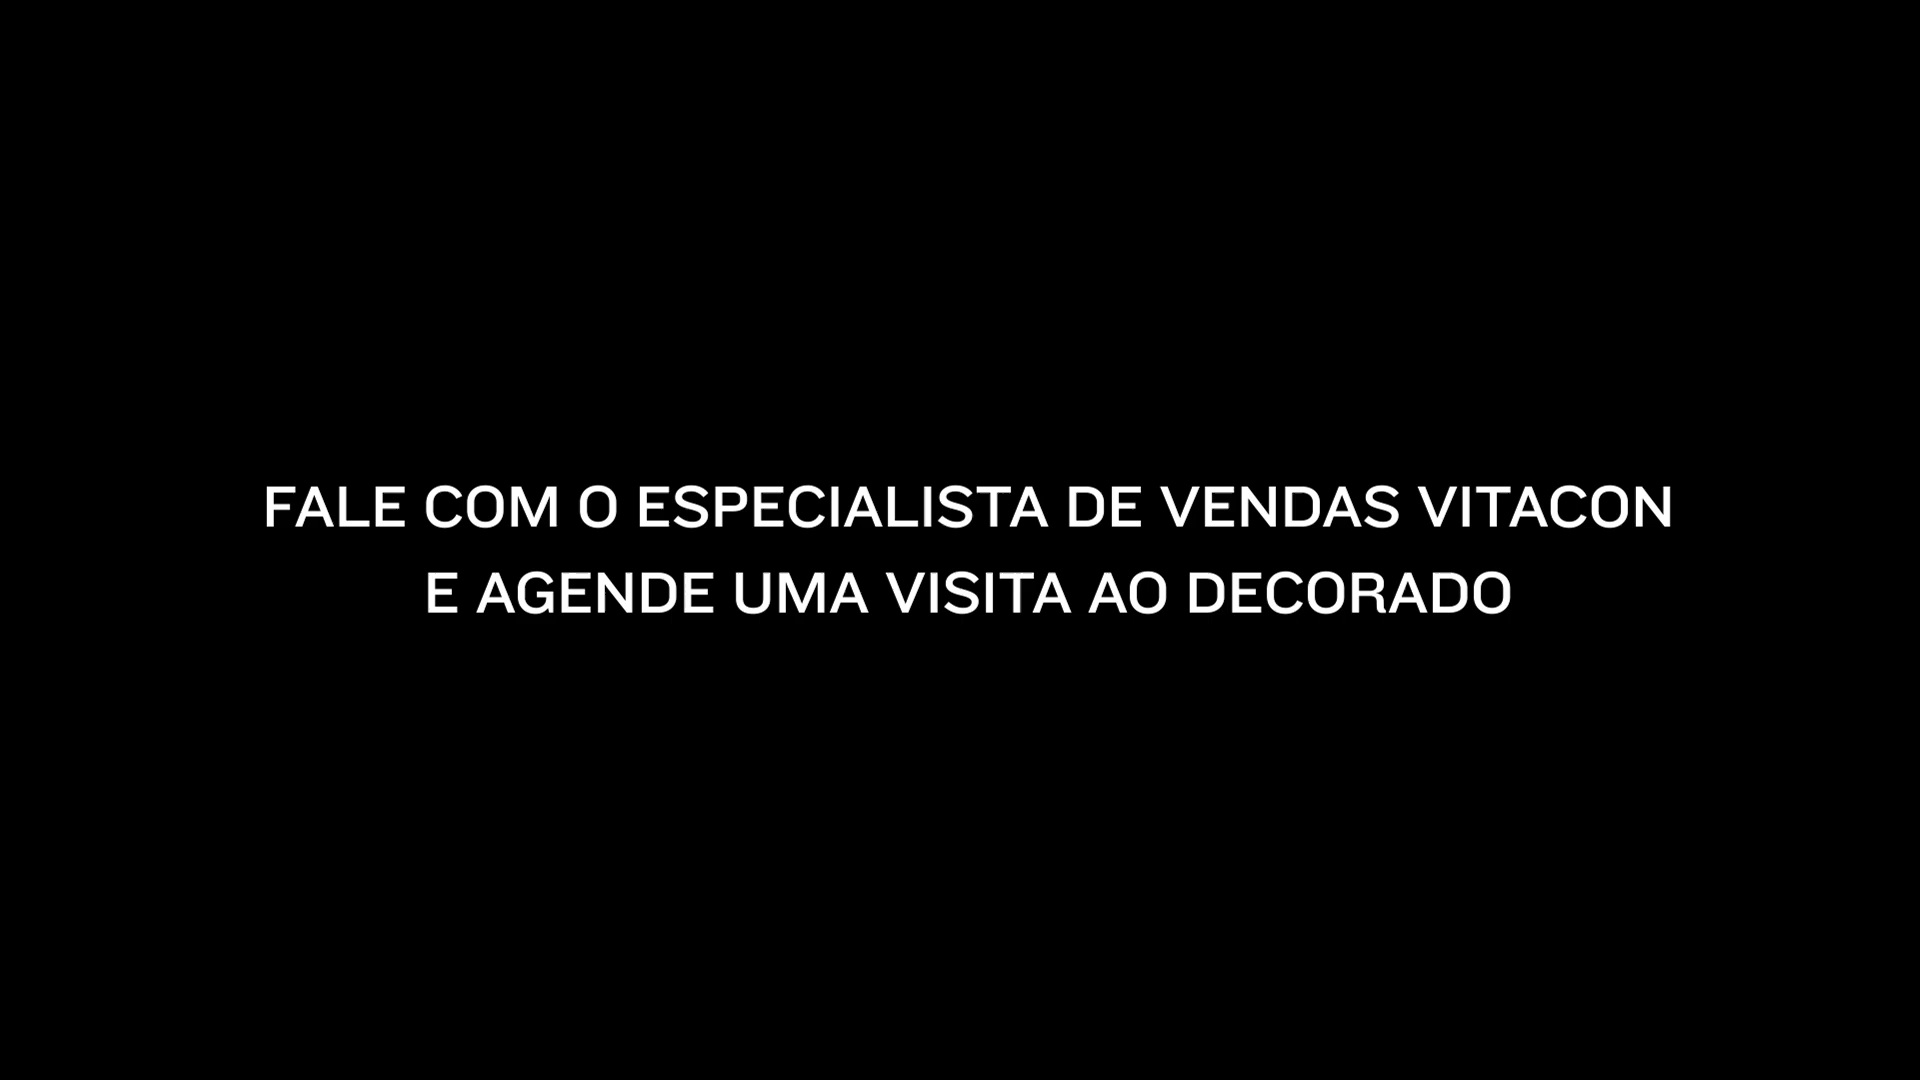 FALE COM O ESPECIALISTA DE VENDAS VITACON
E AGENDE UMA VISITA AO DECORADO